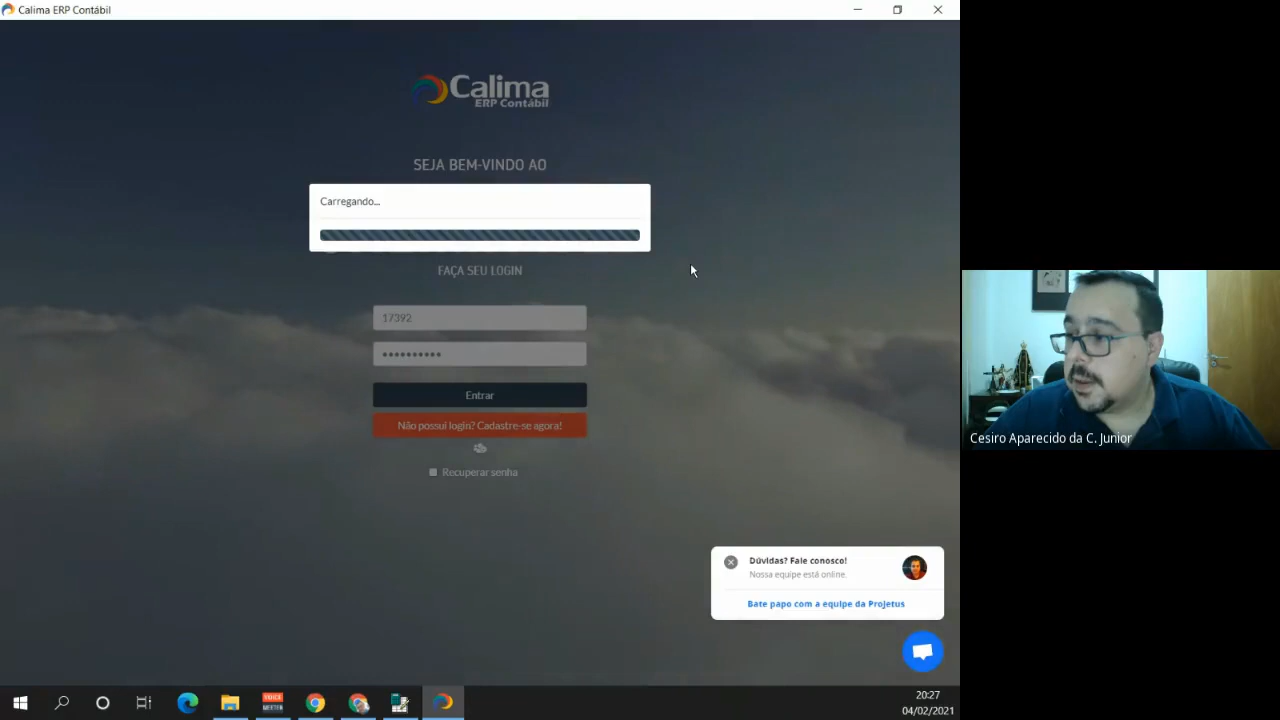 Calima ERP Contábil
Calima
ERP Contábil
SEJA BEM-VINDO AO
Carregando...
FAÇA SEU LOGIN
17392
••••••••••
Entrar
Não possui login? Cadastre-se agora!
Recuperar senha
Dúvidas? Fale conosco!
Nossa equipe está online.
Bate papo com a equipe da Projetus
Cesiro Aparecido da C. Junior
VOICE
MEETER
20:27
04/02/2021